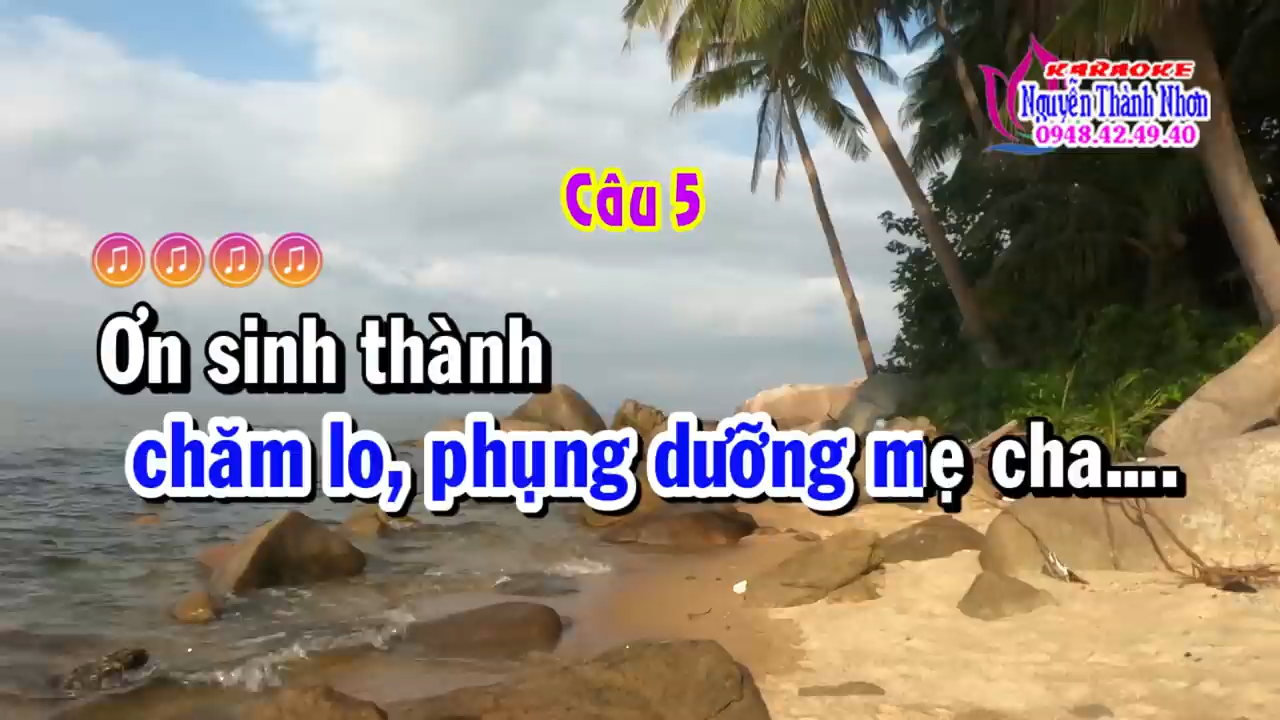 KARAOKE
Nguyễn Thành Nhơn
0948.42.49.40
Câu 5
Ơn sinh thành
chăm lo, phụng dưỡng mẹ cha....